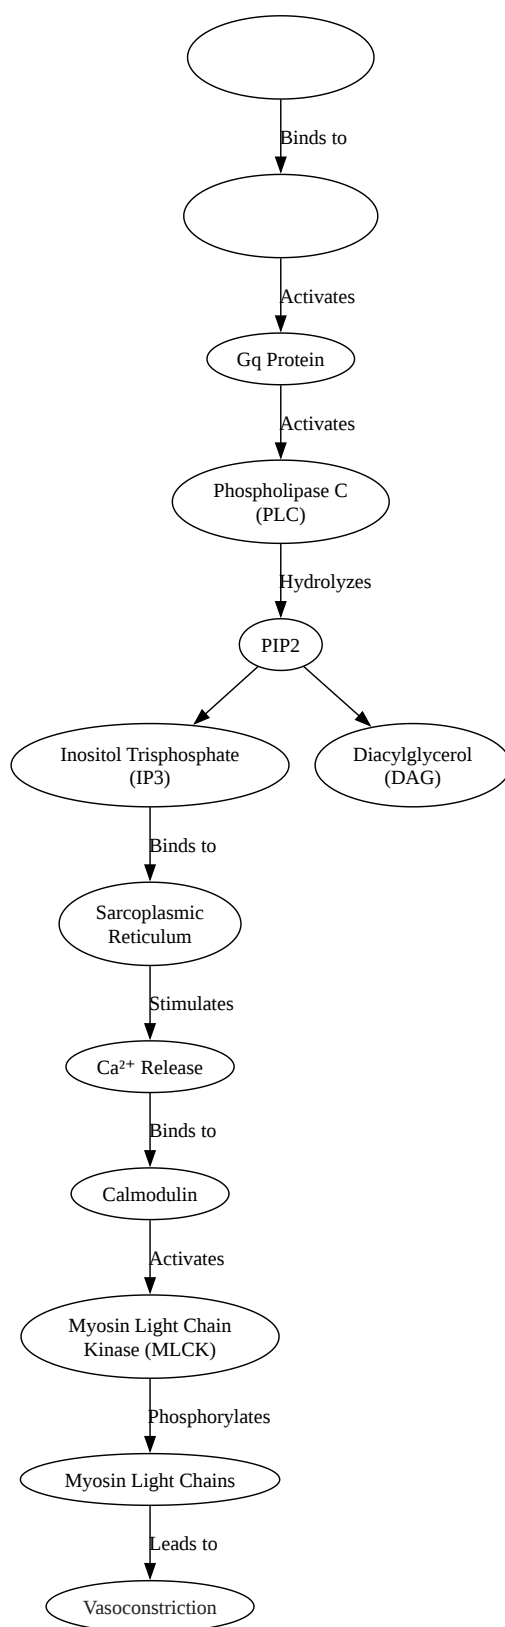 Binds to
Activates
Gq Protein
Activates
Phospholipase C
(PLC)
Hydrolyzes
PIP2
Inositol Trisphosphate
(IP3)
Diacylglycerol
(DAG)
Binds to
Sarcoplasmic
Reticulum
Stimulates
Ca²⁺ Release
Binds to
Calmodulin
Activates
Myosin Light Chain
Kinase (MLCK)
Phosphorylates
Myosin Light Chains
Leads to
Vasoconstriction